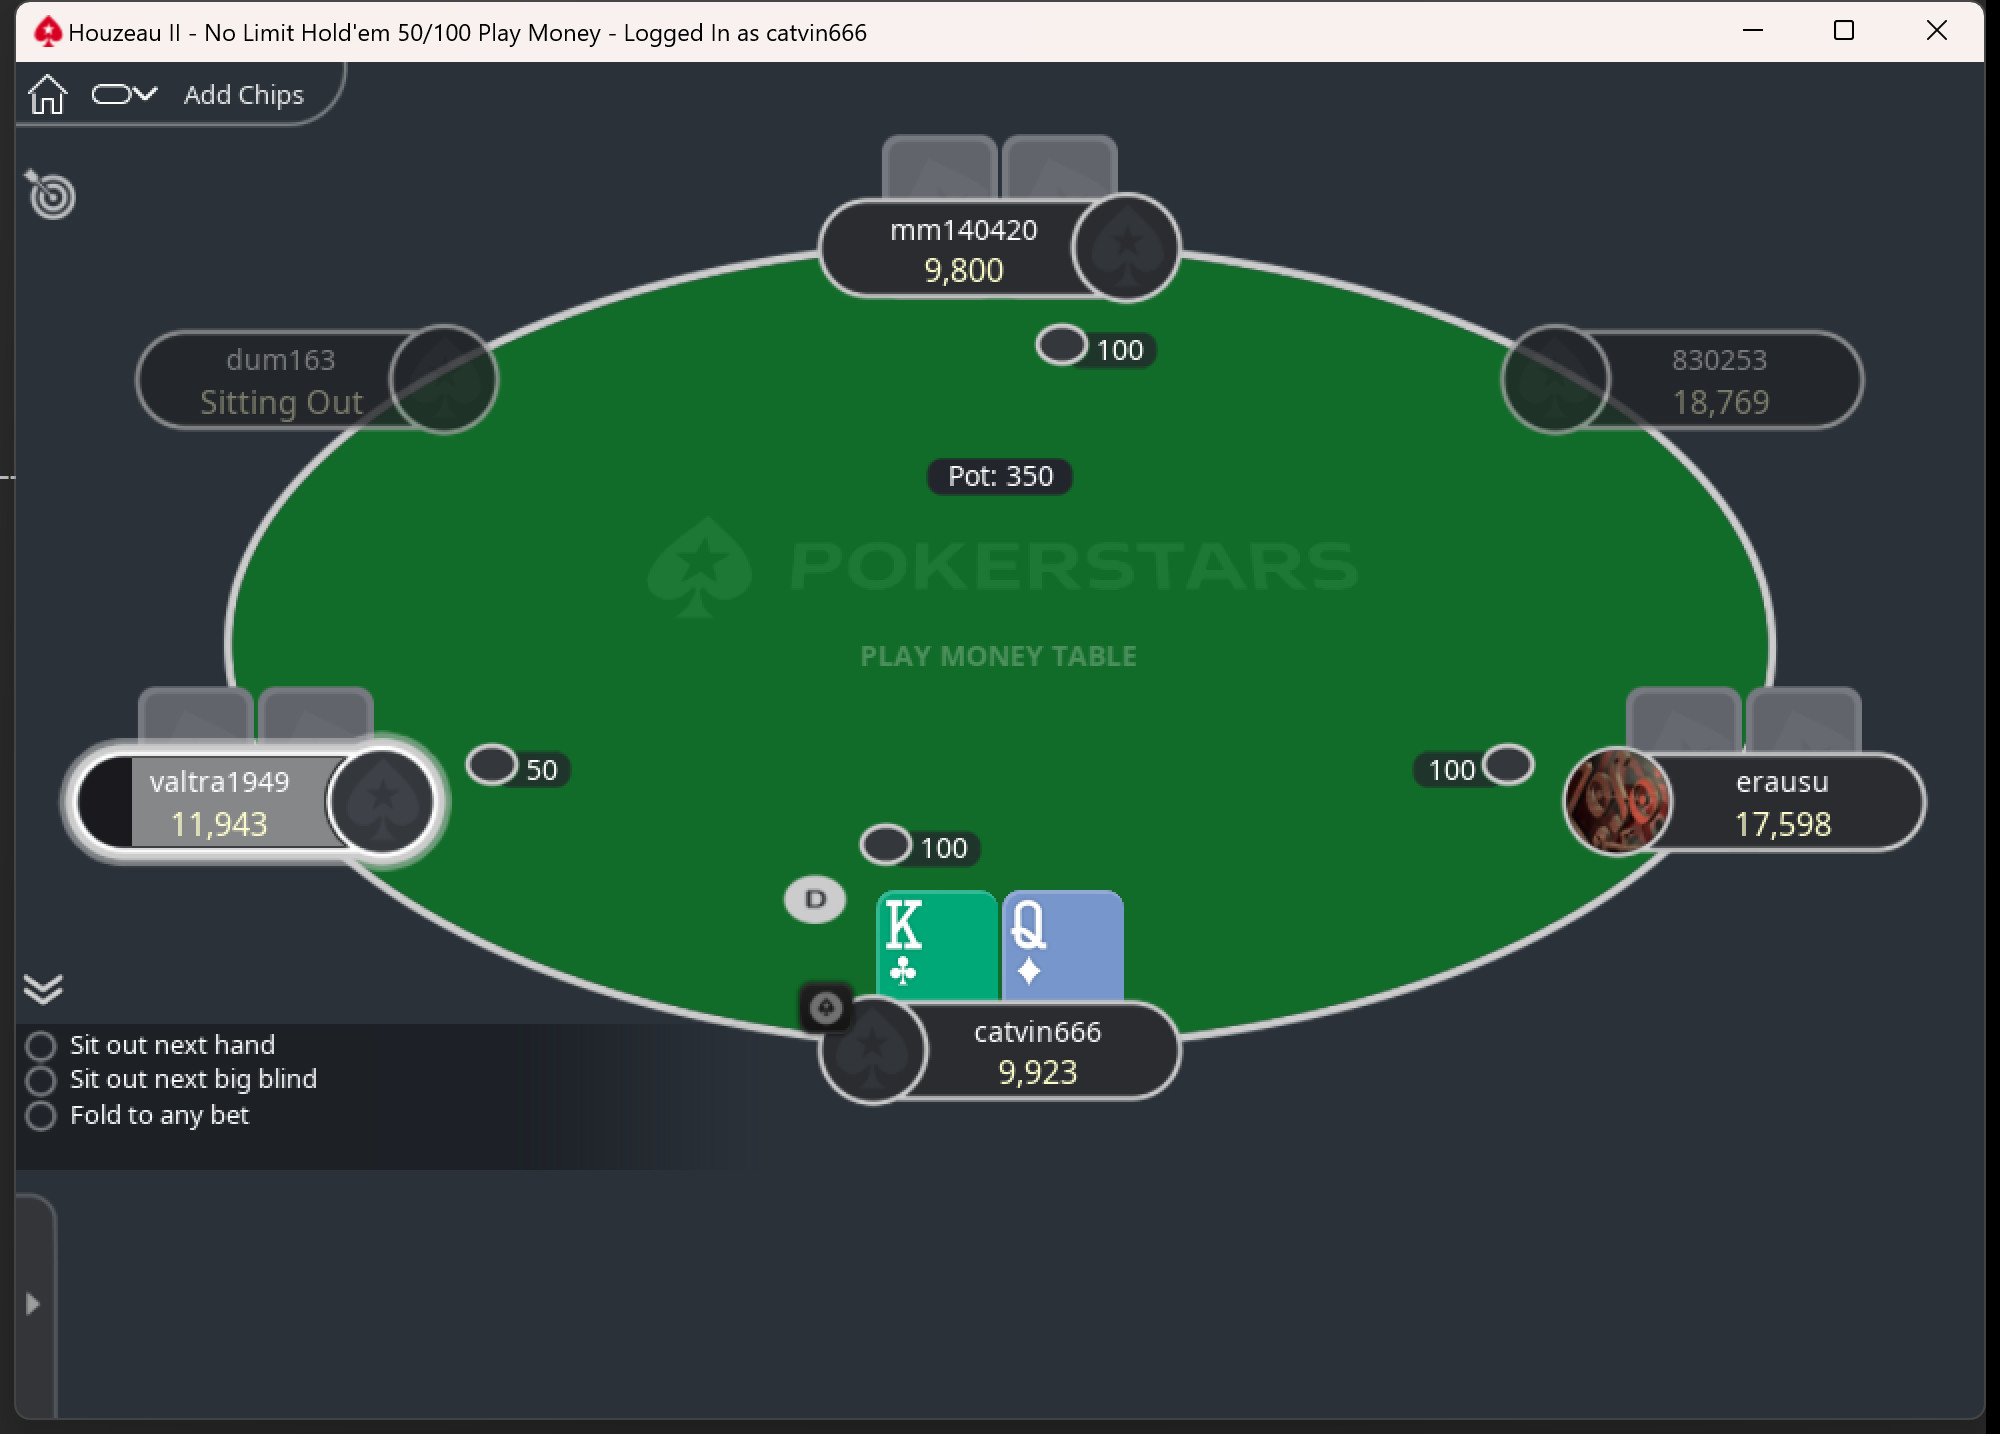 Houzeau II - No Limit Hold'em 50/100 Play Money - Logged In as catvin666
Add Chips
mm140420
9,800
100
dum163
Sitting Out
830253
18,769
Pot: 350
POKERSTARS
PLAY MONEY TABLE
valtra1949
11,943
50
100
erausu
17,598
100
D
K
Q
catvin666
9,923
Sit out next hand
Sit out next big blind
Fold to any bet